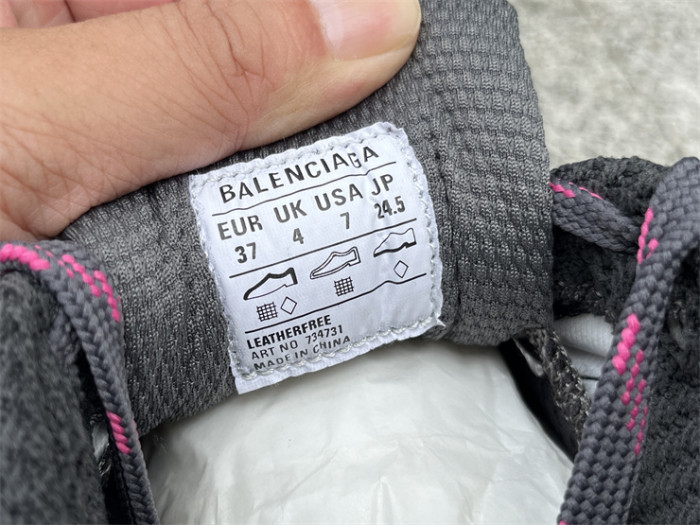 BALENCIAGA
EUR UK USA JP
37 4 7 24.5
LEATHERFREE
ART NO 734731
MADE IN CHINA